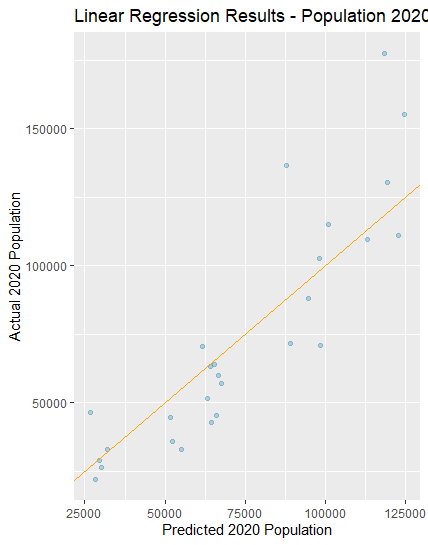 Linear Regression Results - Population 2020
150000
100000
50000
25000 50000 75000 100000 125000
Actual 2020 Population
Predicted 2020 Population